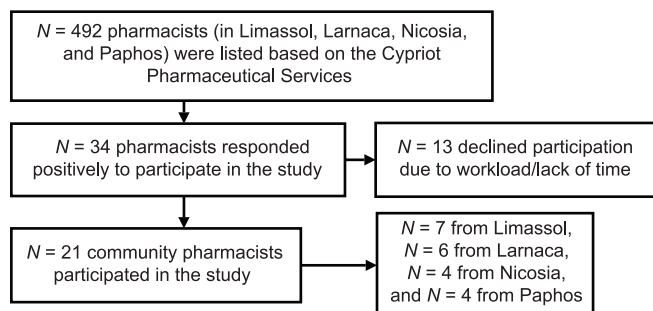 N = 492 pharmacists (in Limassol, Larnaca, Nicosia,
and Paphos) were listed based on the Cypriot
Pharmaceutical Services
N = 34 pharmacists responded
positively to participate in the study
N = 13 declined participation
due to workload/lack of time
N = 21 community pharmacists
participated in the study
N = 7 from Limassol,
N = 6 from Larnaca,
N = 4 from Nicosia,
and N = 4 from Paphos